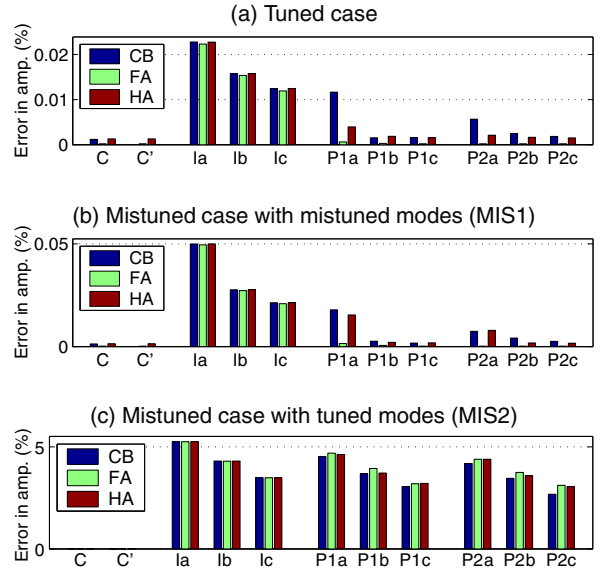 (a) Tuned case
Error in amp. (%)
0.02
0.01
0
CB
FA
HA
C C' Ia Ib Ic P1a P1b P1c P2a P2b P2c
(b) Mistuned case with mistuned modes (MIS1)
Error in amp. (%)
0.05
0
CB
FA
HA
C C' Ia Ib Ic P1a P1b P1c P2a P2b P2c
(c) Mistuned case with tuned modes (MIS2)
Error in amp. (%)
5
0
CB
FA
HA
C C' Ia Ib Ic P1a P1b P1c P2a P2b P2c